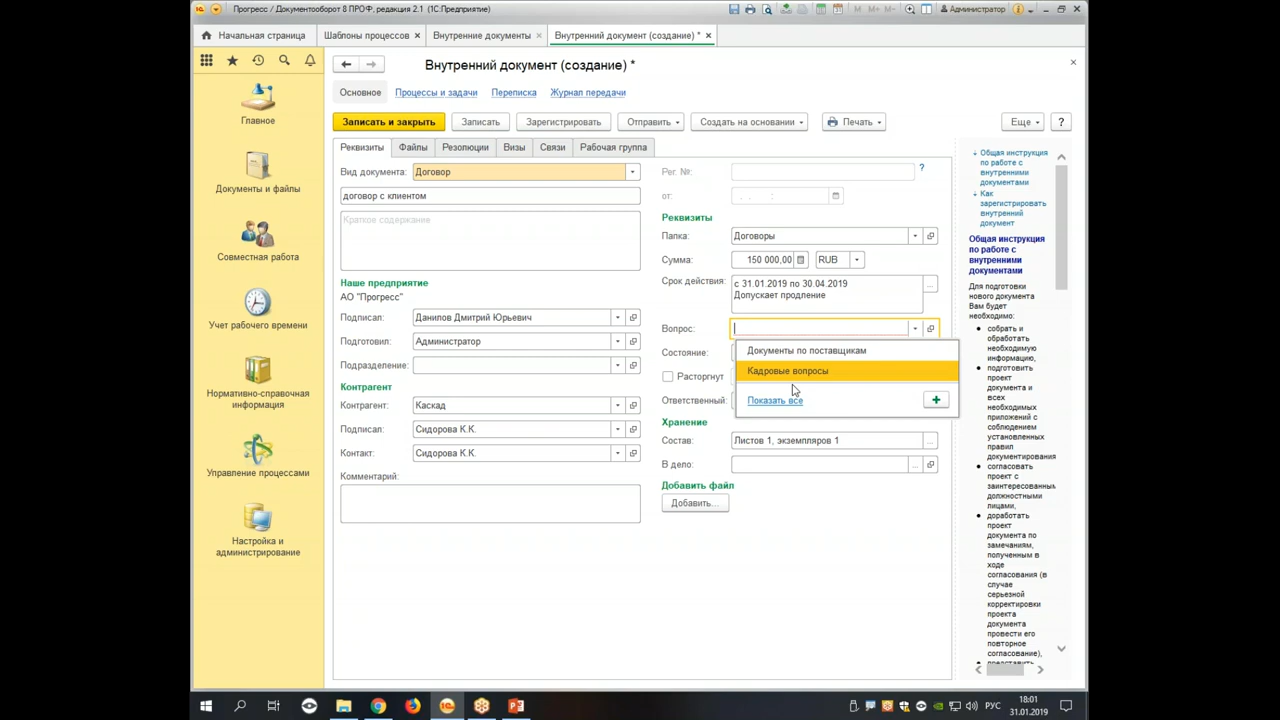 Прогресс / Документооборот 8 ПРОФ, редакция 2.1 (1С:Предприятие)
M M+ M-
Администратор
Начальная страница
Шаблоны процессов
Внутренние документы
Внутренний документ (создание) *
Внутренний документ (создание) *
Основное
Процессы и задачи
Переписка
Журнал передачи
Записать и закрыть
Записать
Зарегистрировать
Отправить
Создать на основании
Печать
Еще
?
Реквизиты
Файлы
Резолюции
Визы
Связи
Рабочая группа
Главное
Документы и файлы
Совместная работа
Учет рабочего времени
Нормативно-справочная
информация
Управление процессами
Настройка и
администрирование
Вид документа:
Договор
договор с клиентом
Краткое содержание
Наше предприятие
АО "Прогресс"
Подписал:
Данилов Дмитрий Юрьевич
Подготовил:
Администратор
Подразделение:
Контрагент
Контрагент:
Каскад
Подписал:
Сидорова К.К.
Контакт:
Сидорова К.К.
Комментарий:
Рег. №:
?
от:
. . :
Реквизиты
Папка:
Договоры
Сумма:
150 000,00
RUB
Срок действия:
с 31.01.2019 по 30.04.2019
Допускает продление
...
Вопрос:
Документы по поставщикам
Кадровые вопросы
Показать все
Состояние:
Расторгнут
Ответственный:
Хранение
Состав:
Листов 1, экземпляров 1
...
В дело:
...
Добавить файл
Добавить...
Общая инструкция
по работе с
внутренними
документами
Как
зарегистрировать
внутренний
документ
Общая инструкция
по работе с
внутренними
документами
Для подготовки
нового документа
Вам будет
необходимо:
собрать и
обработать
необходимую
информацию,
подготовить
проект
документа и
всех
необходимых
приложений
с
соблюдением
установленных
правил
документирования
согласовать
проект с
заинтересованным
должностными
лицами,
доработать
проект
документа по
замечаниям,
полученным в
ходе
согласования (в
случае
серьезной
корректировки
проекта
документа
провести его
повторное
согласование),
представить
РУС
18:01
31.01.2019